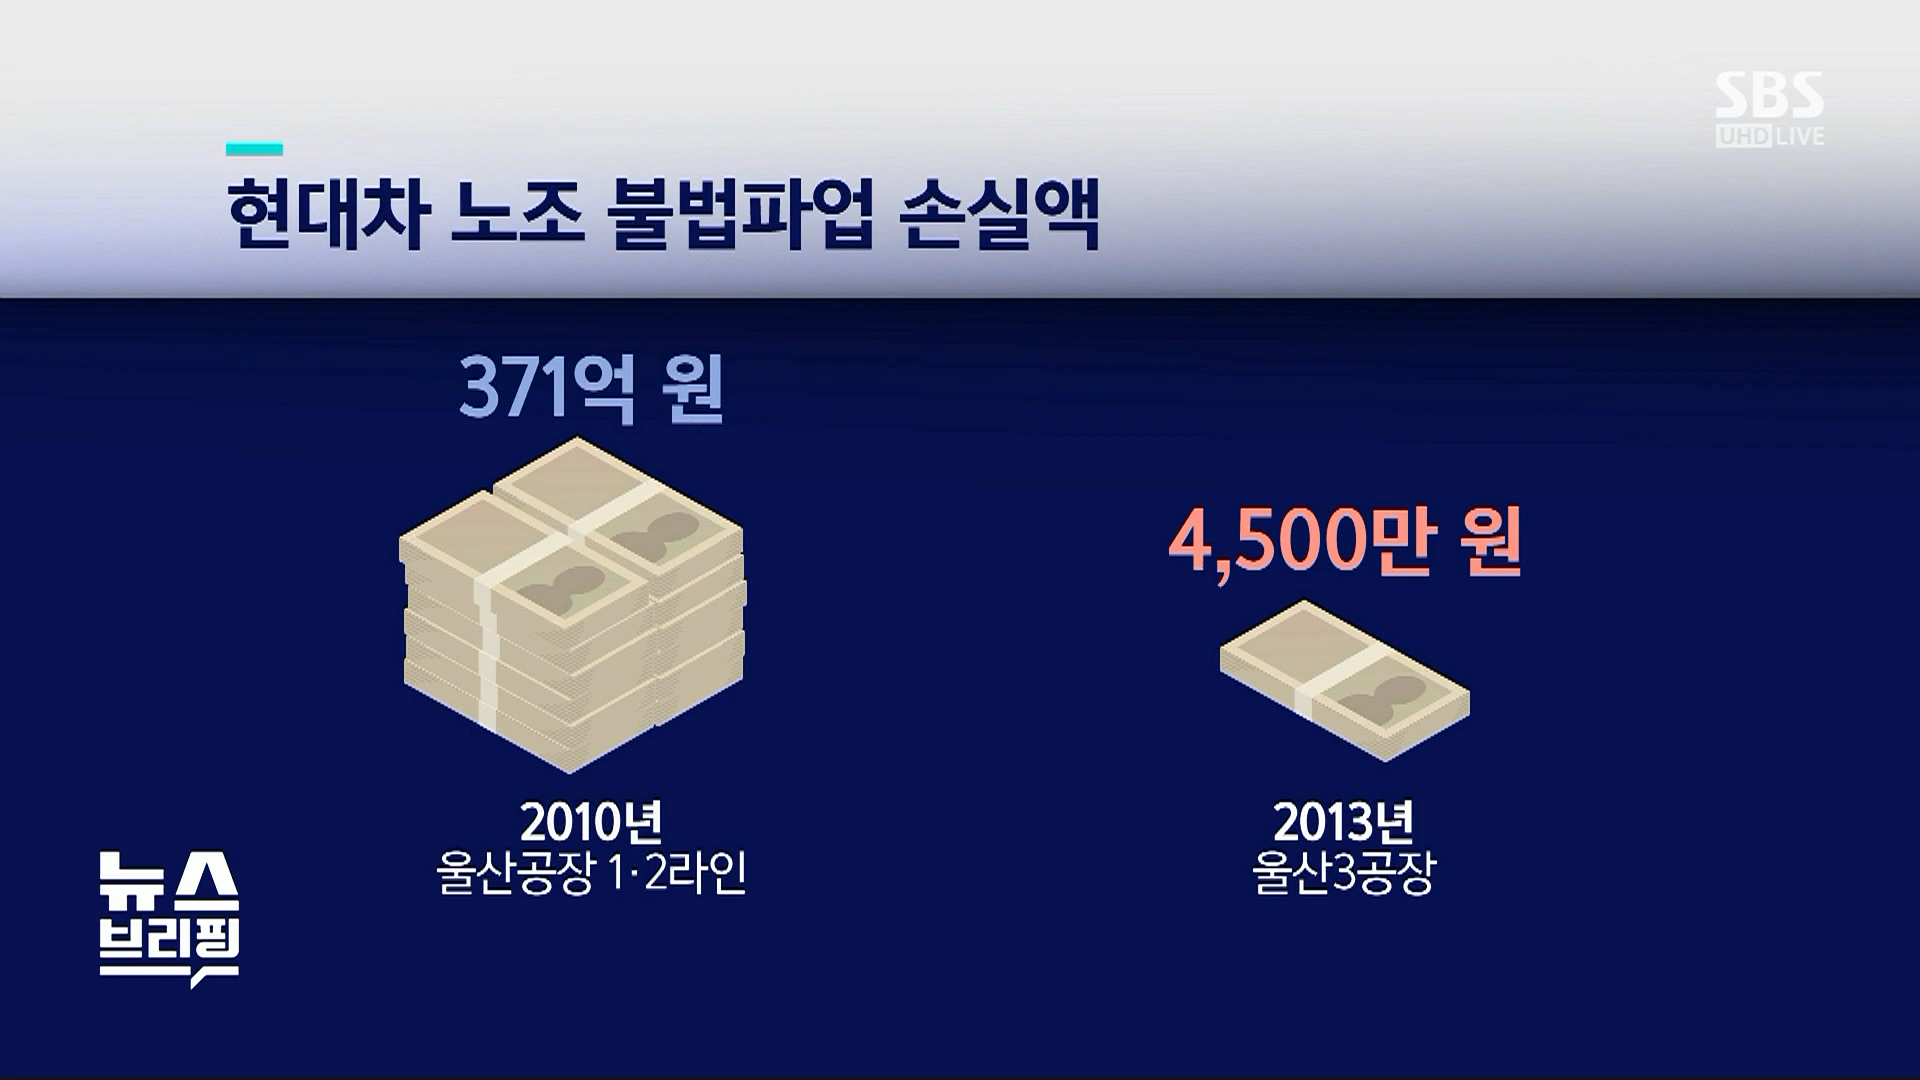 SBS
UHD LIVE
현대차 노조 불법파업 손실액
371억 원
4,500만 원
2010년
울산공장 1·2라인
2013년
울산3공장
뉴스
브리핑